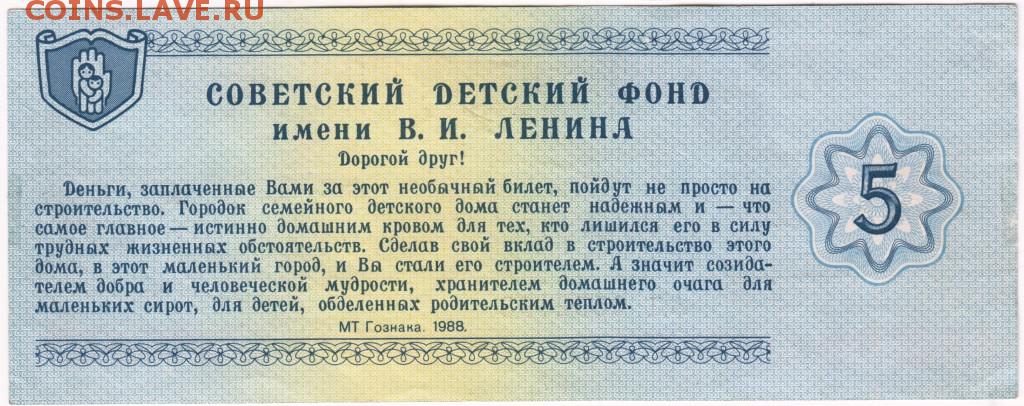 COINS.LAVE.RU
СОВЕТСКИЙ ДЕТСКИЙ ФОНД
имени В. И. ЛЕНИНА
Дорогой друг!
Деньги, заплаченные Вами за этот необычный билет, пойдут не просто на
строительство. Городок семейного детского дома станет надежным и — что
самое главное — истинно домашним кровом для тех, кто лишился его в силу
трудных жизненных обстоятельств. Сделав свой вклад в строительство этого
дома, в этот маленький город, и Вы стали его строителем. А значит созида-
телем добра и человеческой мудрости, хранителем домашнего очага для
маленьких сирот, для детей, обделенных родительским теплом.
МТ Гознака. 1988.
5